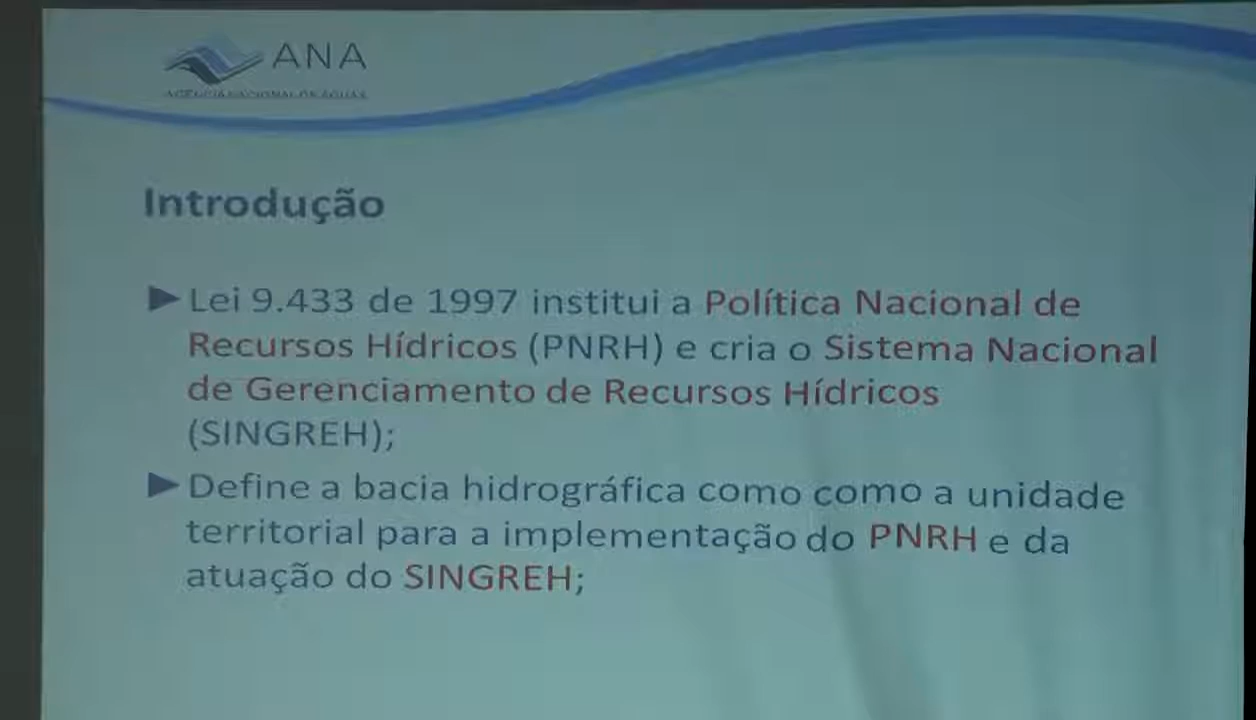 ANA
AGÊNCIA NACIONAL DE ÁGUAS
Introdução
Lei 9.433 de 1997 institui a Política Nacional de
Recursos Hídricos (PNRH) e cria o Sistema Nacional
de Gerenciamento de Recursos Hídricos
(SINGREH);
Define a bacia hidrográfica como como a unidade
territorial para a implementação do PNRH e da
atuação do SINGREH;